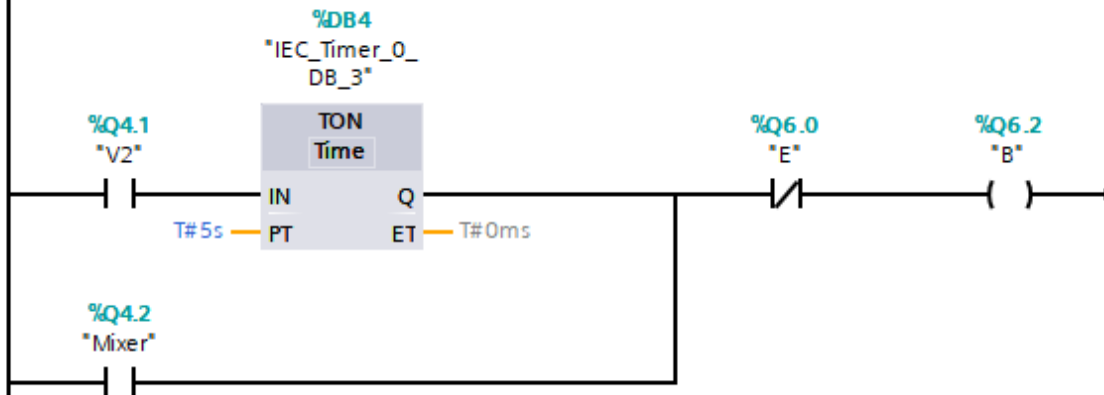 %DB4
"IEC_Timer_0_
DB_3"
TON
Time
%Q4.1
"V2"
%Q6.0
"E"
%Q6.2
"B"
IN Q
T#5s PT ET T#0ms
%Q4.2
"Mixer"